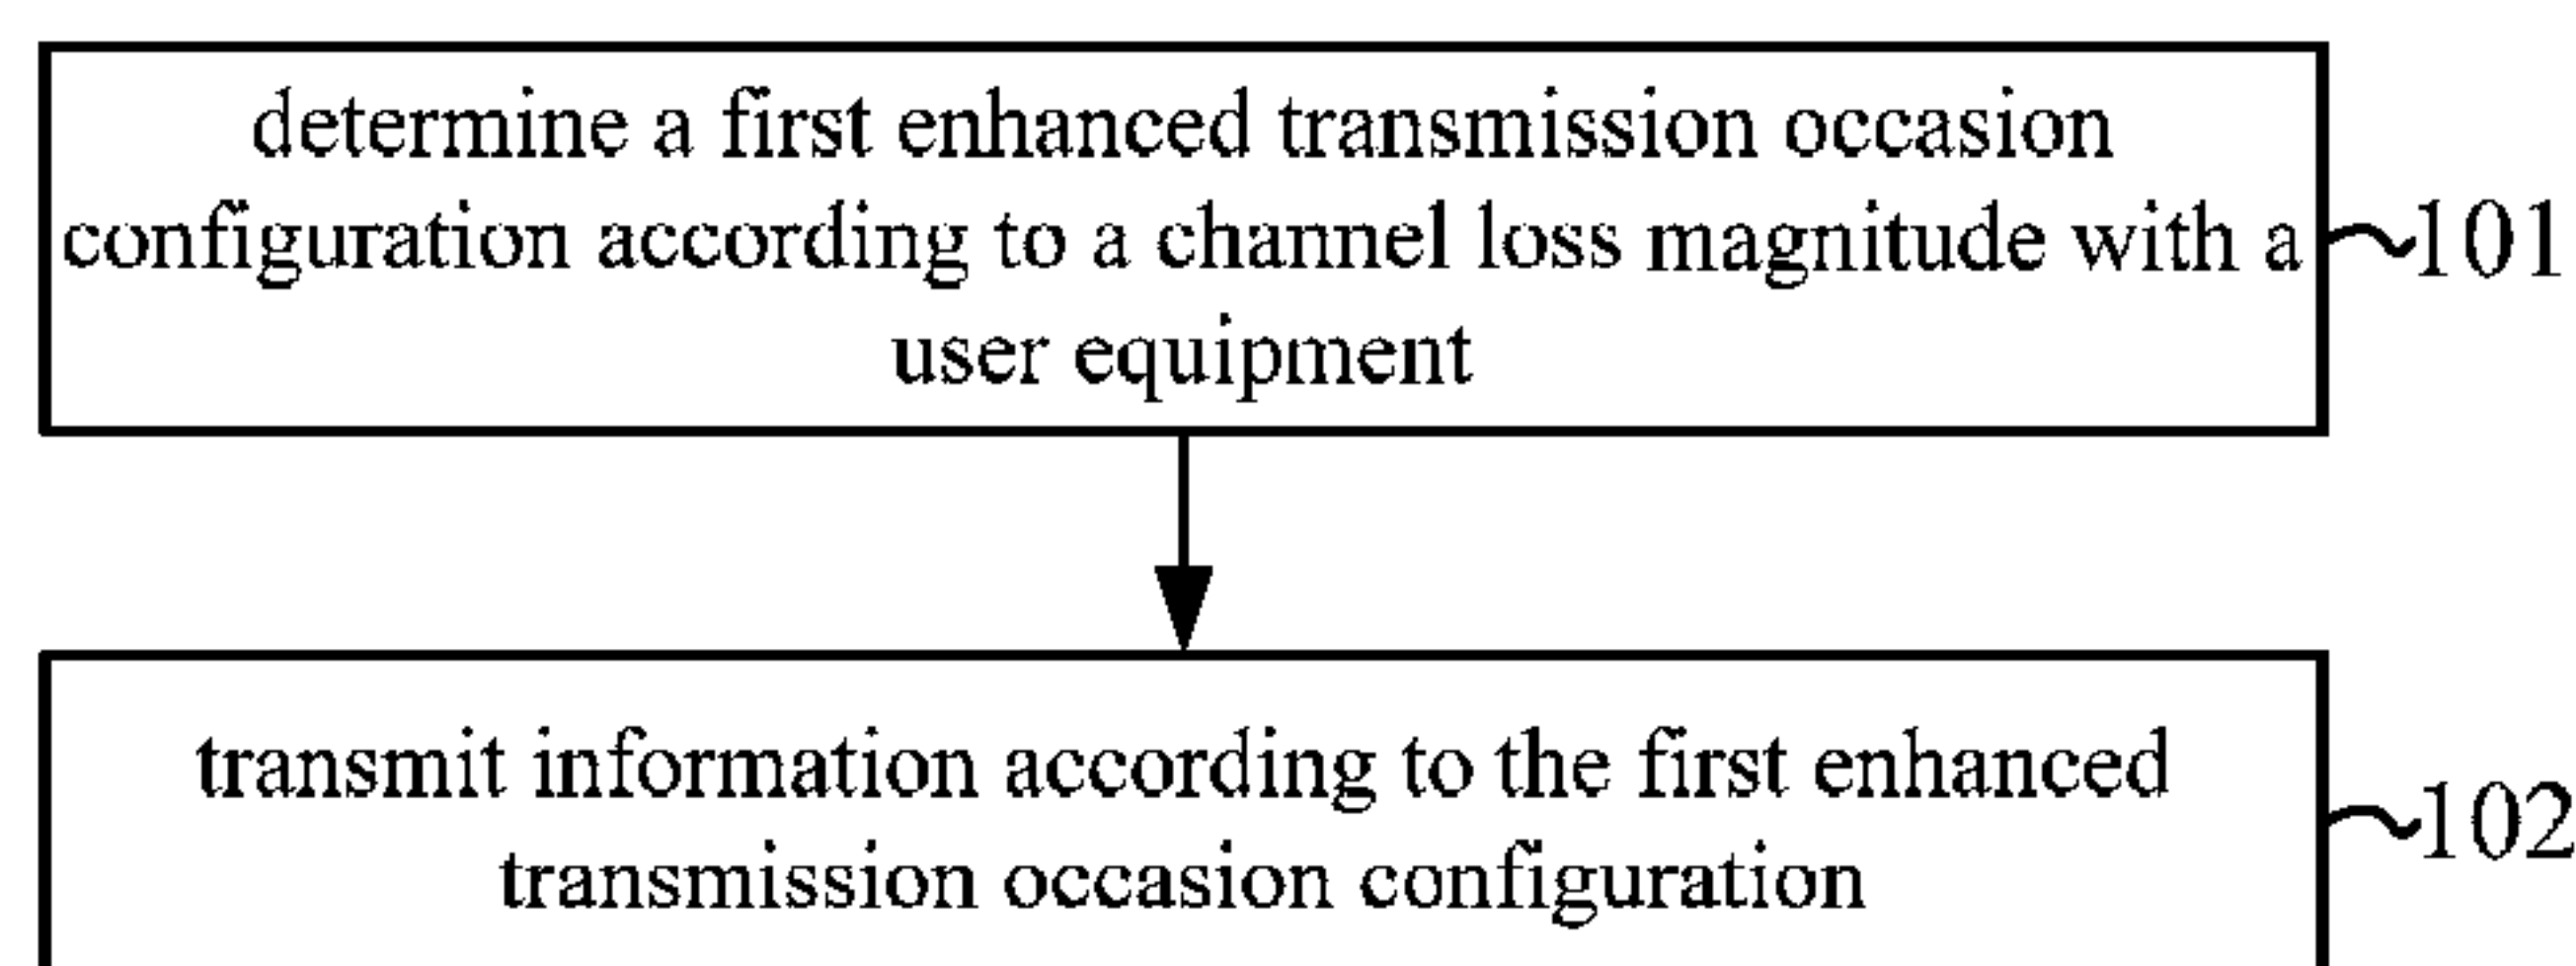 determine a first enhanced transmission occasion
configuration according to a channel loss magnitude with a
user equipment
101
transmit information according to the first enhanced
transmission occasion configuration
102